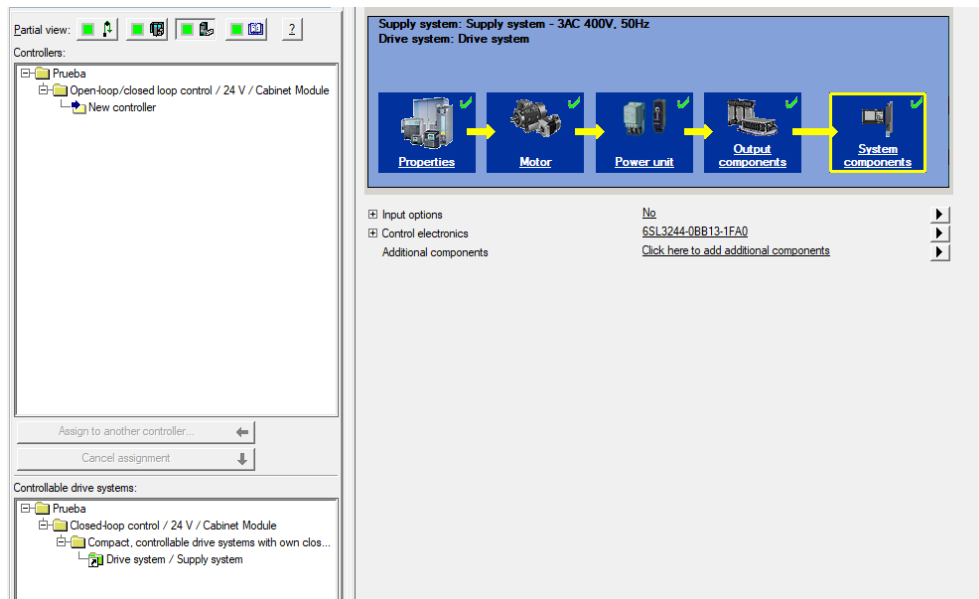 Partial view:
?
Controllers:
Prueba
Open-loop/closed loop control / 24 V / Cabinet Module
New controller
Assign to another controller...
Cancel assignment
Controllable drive systems:
Prueba
Closed-loop control / 24 V / Cabinet Module
Compact, controllable drive systems with own clos...
Drive system / Supply system
Supply system: Supply system - 3AC 400V, 50Hz
Drive system: Drive system
Properties
Motor
Power unit
Output
components
System
components
Input options No
Control electronics 6SL3244-0BB13-1FA0
Additional components Click here to add additional components